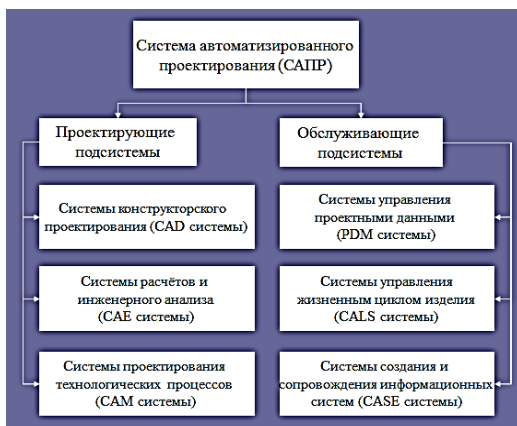 Система автоматизированного
проектирования (САПР)
Проектирующие
подсистемы
Обслуживающие
подсистемы
Системы конструкторского
проектирования (CAD системы)
Системы управления
проектными данными
(PDM системы)
Системы расчётов и
инженерного анализа
(CAE системы)
Системы управления
жизненным циклом изделия
(CALS системы)
Системы проектирования
технологических процессов
(CAM системы)
Системы создания и
сопровождения информационных
систем (CASE системы)